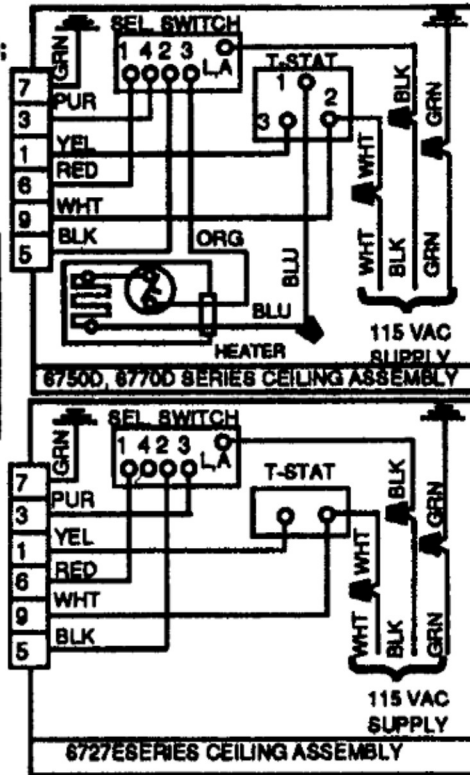 SEL. SWITCH
GRN
1 4 2 3
L,A
T-STAT
1
2
3
BLK
GRN
7
PUR
3
YEL
1
RED
6
WHT
9
BLK
5
ORG
BLU
WHT
WHT
BLK
GRN
BLU
HEATER
115 VAC
SUPPLY
6750D, 6770D SERIES CEILING ASSEMBLY
SEL. SWITCH
GRN
1 4 2 3
L,A
T-STAT
BLK
GRN
7
PUR
3
YEL
1
RED
6
WHT
9
BLK
5
WHT
WHT
BLK
GRN
115 VAC
SUPPLY
6727ESERIES CEILING ASSEMBLY